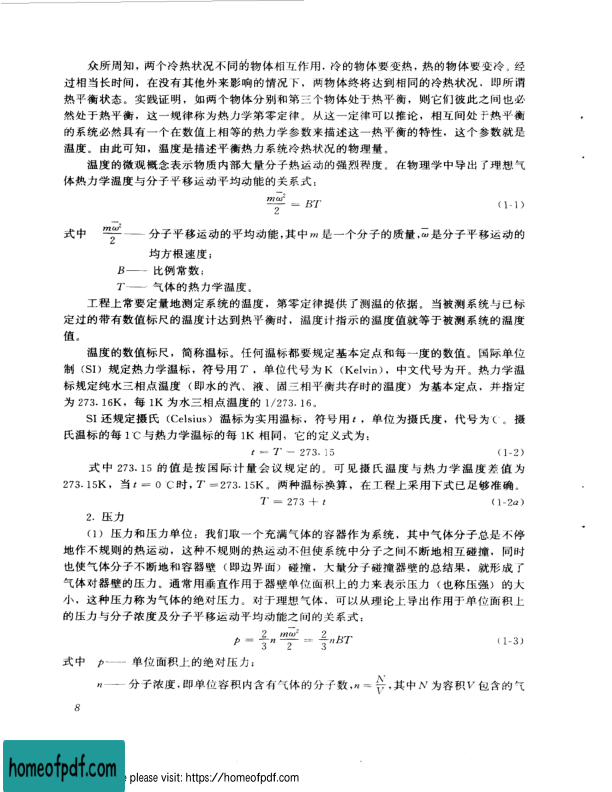 众所周知，两个冷热状况不同的物体相互作用，冷的物体要变热，热的物体要变冷。经
过相当长时间，在没有其他外来影响的情况下，两物体终将达到相同的冷热状况，即所谓
热平衡状态。实践证明，如两个物体分别和第三个物体处于热平衡，则它们彼此之间也必
然处于热平衡，这一规律称为热力学第零定律。从这一定律可以推论，相互间处于热平衡
的系统必然具有一个在数值上相等的热力学参数来描述这一热平衡的特性，这个参数就是
温度。由此可知，温度是描述平衡热力系统冷热状况的物理量。
温度的微观概念表示物质内部大量分子热运动的强烈程度。在物理学中导出了理想气
体热力学温度与分子平移运动平均动能的关系式：
m\overline{ω²}/2 = BT (1-1)
式中 m\overline{ω²}/2——分子平移运动的平均动能，其中m是一个分子的质量，\overline{ω}是分子平移运动的
均方根速度；
B——比例常数；
T——气体的热力学温度。
工程上常要定量地测定系统的温度，第零定律提供了测温的依据。当被测系统与已标
定过的带有数值标尺的温度计达到热平衡时，温度计指示的温度值就等于被测系统的温度
值。
温度的数值标尺，简称温标。任何温标都要规定基本定点和每一度的数值。国际单位
制（SI）规定热力学温标，符号用T，单位代号为K（Kelvin），中文代号为开。热力学温
标规定纯水三相点温度（即水的汽、液、固三相平衡共存时的温度）为基本定点，并指定
为273.16K，每1K为水三相点温度的1/273.16。
SI还规定摄氏（Celsius）温标为实用温标，符号用t，单位为摄氏度，代号为℃。摄
氏温标的每1℃与热力学温标的每1K相同，它的定义式为：
t = T − 273.15 (1-2)
式中273.15的值是按国际计量会议规定的。可见摄氏温度与热力学温度差值为
273.15K，当t = 0℃时，T = 273.15K。两种温标换算，在工程上采用下式已足够准确。
T = 273 + t (1-2a)
2. 压力
（1）压力和压力单位：我们取一个充满气体的容器作为系统，其中气体分子总是不停
地作不规则的热运动，这种不规则的热运动不但使系统中分子之间不断地相互碰撞，同时
也使气体分子不断地和容器壁（即边界面）碰撞，大量分子碰撞器壁的总结果，就形成了
气体对器壁的压力。通常用垂直作用于器壁单位面积上的力来表示压力（也称压强）的大
小，这种压力称为气体的绝对压力。对于理想气体，可以从理论上导出作用于单位面积上
的压力与分子浓度及分子平移运动平均动能之间的关系式：
p = 2/3 n m\overline{ω²}/2 = 2/3 nBT (1-3)
式中 p——单位面积上的绝对压力；
n——分子浓度，即单位容积内含有气体的分子数，n = N/V，其中N为容积V包含的气
8
homeofpdf.com
please visit: https://homeofpdf.com